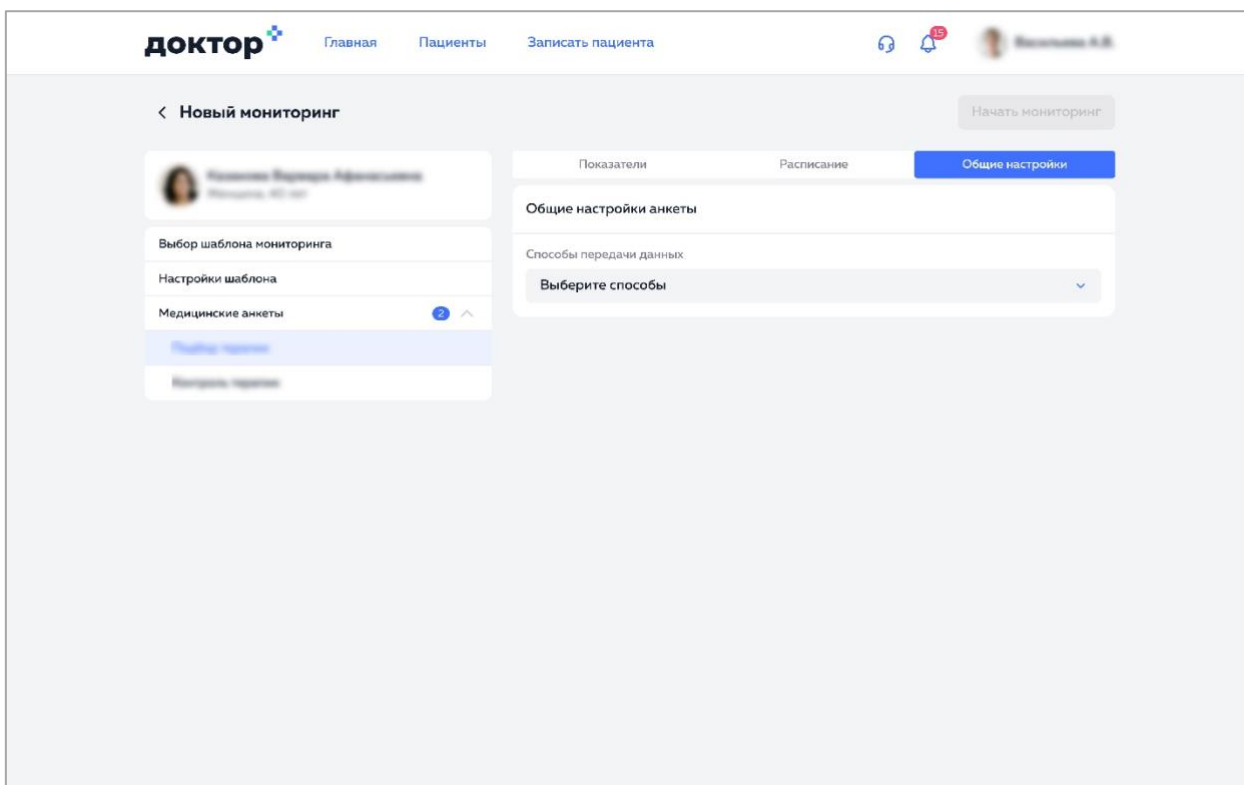 доктор
Главная
Пациенты
Записать пациента
15
Новый мониторинг
Начать мониторинг
Показатели
Расписание
Общие настройки
Общие настройки анкеты
Выбор шаблона мониторинга
Способы передачи данных
Настройки шаблона
Выберите способы
Медицинские анкеты
2